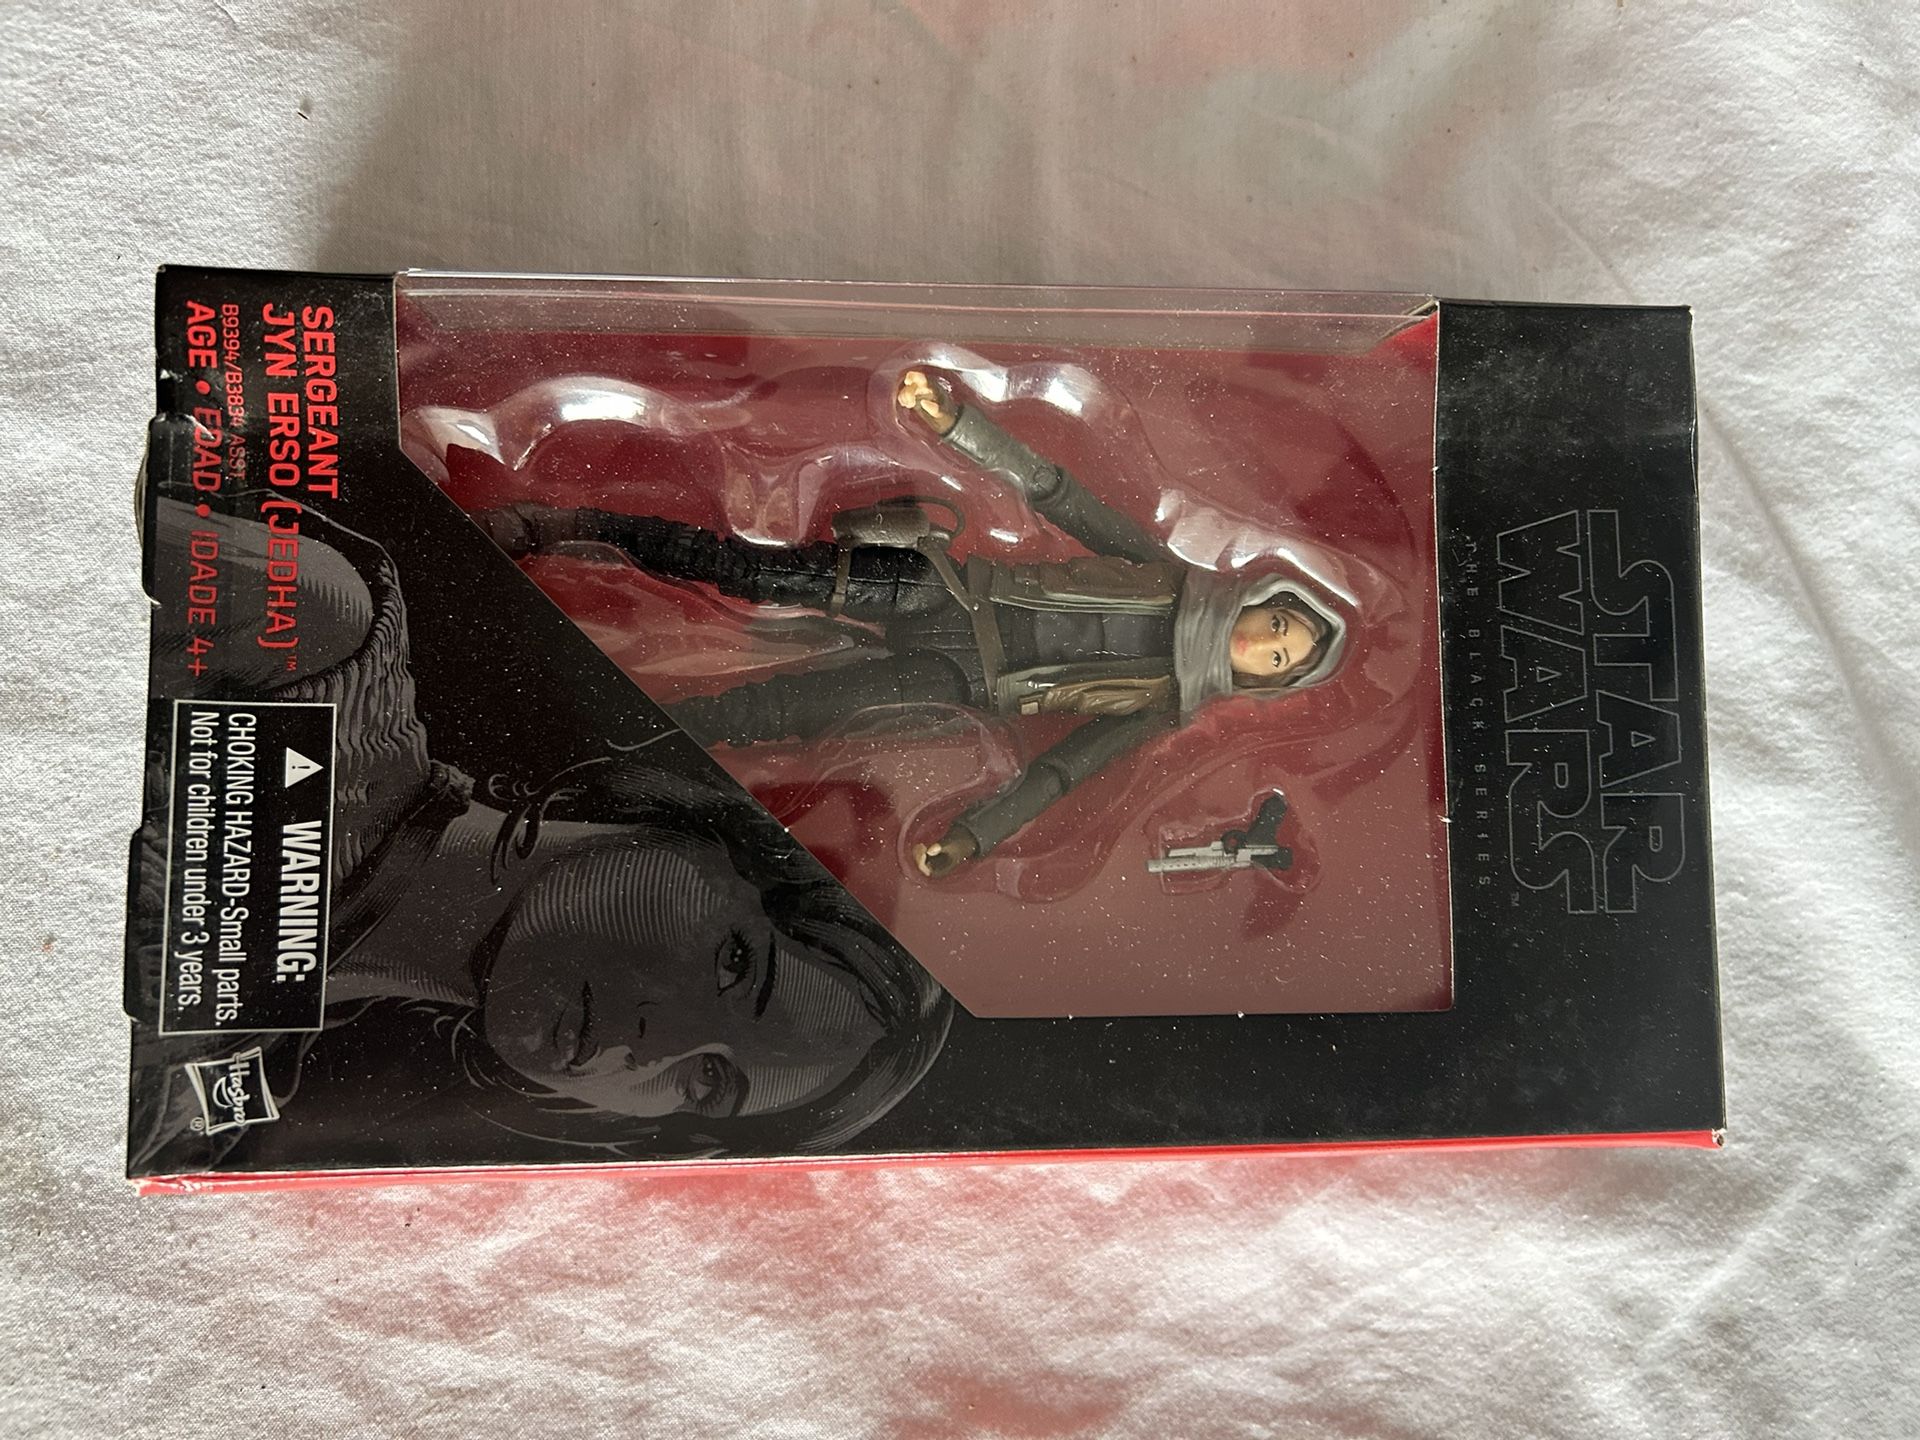 STAR
WARS™
THE BLACK SERIES
SERGEANT
JYN ERSO (JEDHA)™
B9394/B3834 ASST.
AGE • EDAD • IDADE 4+
⚠ WARNING:
CHOKING HAZARD-Small parts.
Not for children under 3 years.
Hasbro®